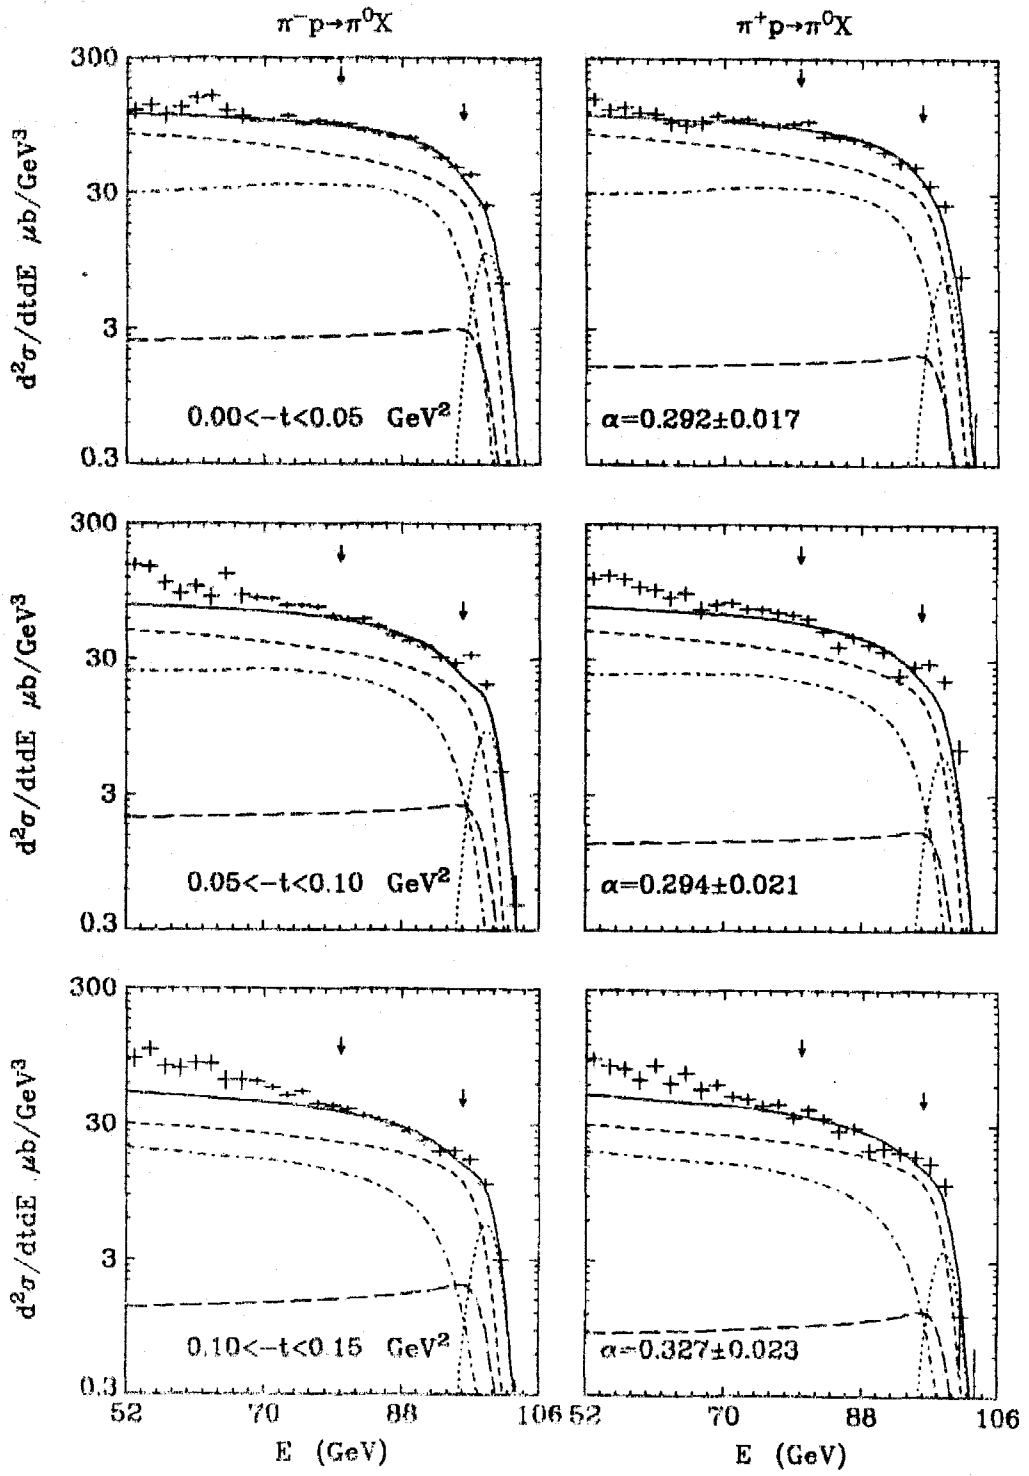 π⁻p→π⁰X
π⁺p→π⁰X
300
30
3
0.3
d²σ/dtdE μb/GeV³
0.00<-t<0.05 GeV²
α=0.292±0.017
300
30
3
0.3
d²σ/dtdE μb/GeV³
0.05<-t<0.10 GeV²
α=0.294±0.021
300
30
3
0.3
d²σ/dtdE μb/GeV³
0.10<-t<0.15 GeV²
α=0.327±0.023
52 70 88 106
52 70 88 106
E (GeV)
E (GeV)